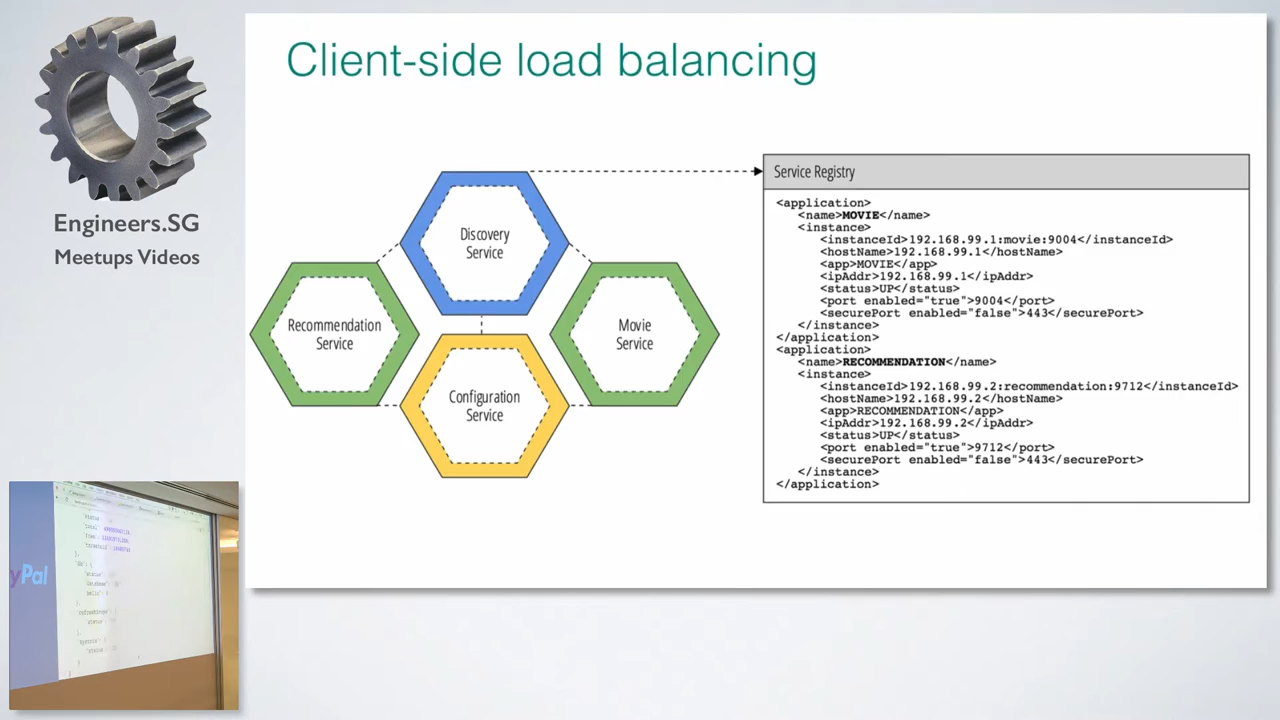 Engineers.SG
Meetups Videos
Client-side load balancing
Discovery
Service
Recommendation
Service
Movie
Service
Configuration
Service
Service Registry
<application>
<name>MOVIE</name>
<instance>
<instanceId>192.168.99.1:movie:9004</instanceId>
<hostName>192.168.99.1</hostName>
<app>MOVIE</app>
<ipAddr>192.168.99.1</ipAddr>
<status>UP</status>
<port enabled="true">9004</port>
<securePort enabled="false">443</securePort>
</instance>
</application>
<application>
<name>RECOMMENDATION</name>
<instance>
<instanceId>192.168.99.2:recommendation:9712</instanceId>
<hostName>192.168.99.2</hostName>
<app>RECOMMENDATION</app>
<ipAddr>192.168.99.2</ipAddr>
<status>UP</status>
<port enabled="true">9712</port>
<securePort enabled="false">443</securePort>
</instance>
</application>
yPal